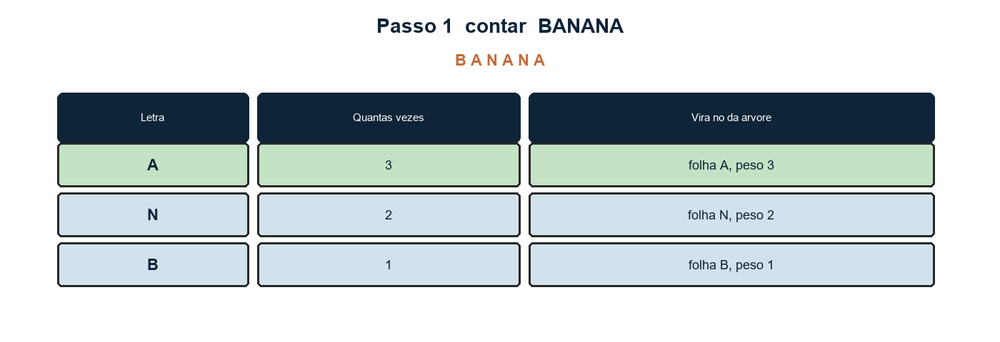 Passo 1  contar  BANANA
B A N A N A
Letra Quantas vezes Vira no da arvore
A 3 folha A, peso 3
N 2 folha N, peso 2
B 1 folha B, peso 1